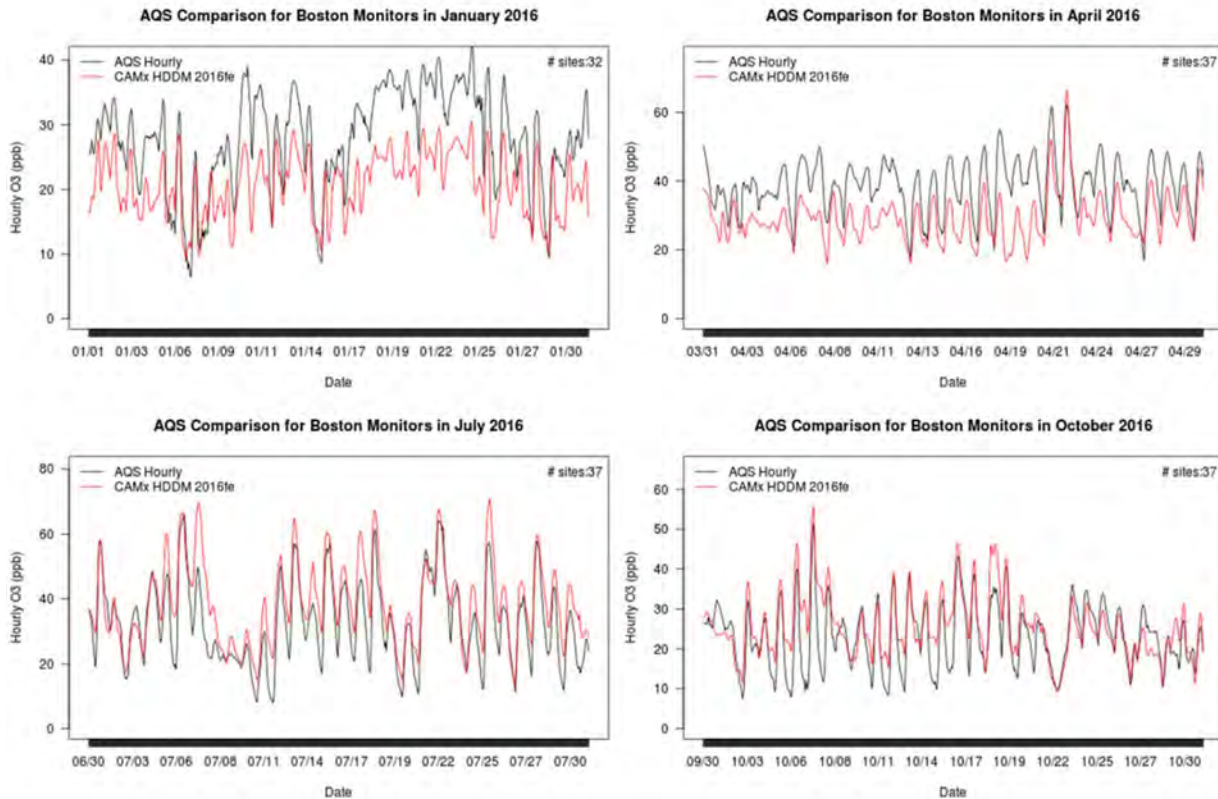 AQS Comparison for Boston Monitors in January 2016
AQS Hourly
CAMx HDDM 2016fe
# sites:32
Hourly O3 (ppb)
40
30
20
10
0
01/01 01/03 01/06 01/09 01/11 01/14 01/17 01/19 01/22 01/25 01/27 01/30
Date
AQS Comparison for Boston Monitors in April 2016
AQS Hourly
CAMx HDDM 2016fe
# sites:37
Hourly O3 (ppb)
60
40
20
0
03/31 04/03 04/06 04/08 04/11 04/13 04/16 04/19 04/21 04/24 04/27 04/29
Date
AQS Comparison for Boston Monitors in July 2016
AQS Hourly
CAMx HDDM 2016fe
# sites:37
Hourly O3 (ppb)
80
60
40
20
0
06/30 07/03 07/06 07/08 07/11 07/14 07/17 07/19 07/22 07/25 07/27 07/30
Date
AQS Comparison for Boston Monitors in October 2016
AQS Hourly
CAMx HDDM 2016fe
# sites:37
Hourly O3 (ppb)
60
50
40
30
20
10
0
09/30 10/03 10/06 10/08 10/11 10/14 10/17 10/19 10/22 10/25 10/27 10/30
Date